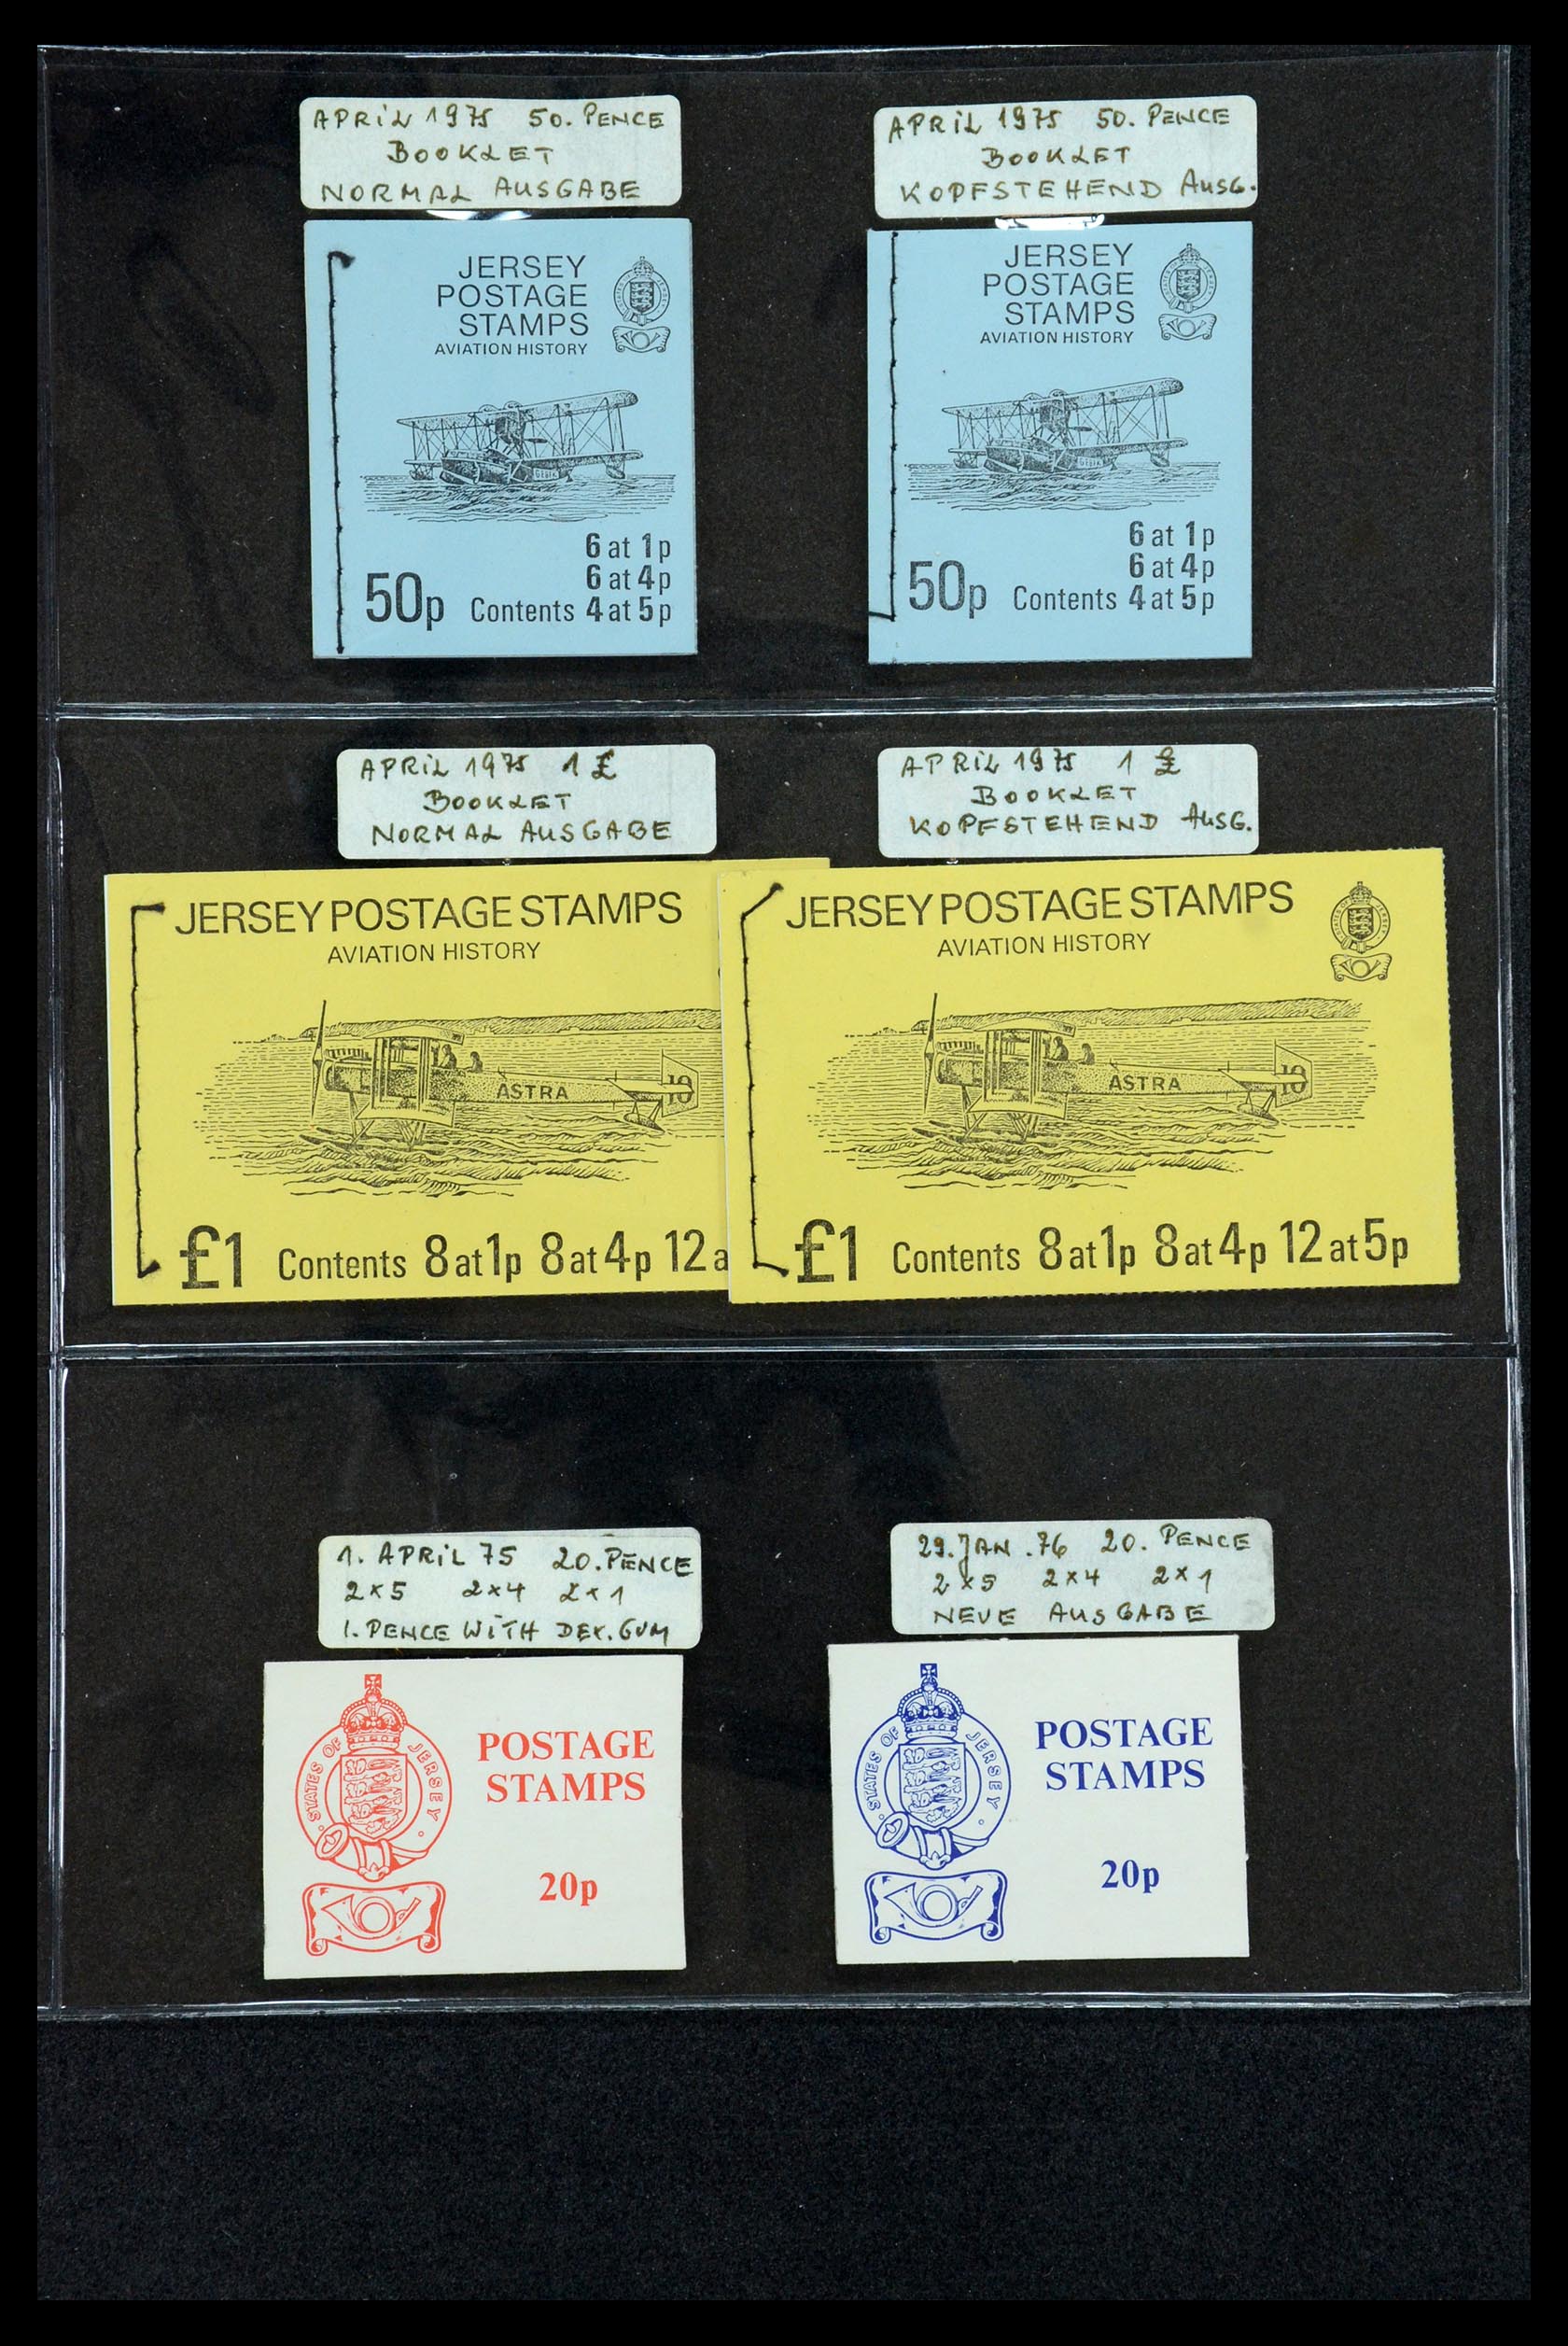 APRIL 1975 50. PENCE
BOOKLET
NORMAL AUSGABE
APRIL 1975 50. PENCE
BOOKLET
KOPFSTEHEND AUSG.
JERSEY
POSTAGE
STAMPS
AVIATION HISTORY
6 at 1p
6 at 4p
50p Contents 4 at 5p
JERSEY
POSTAGE
STAMPS
AVIATION HISTORY
6 at 1p
6 at 4p
50p Contents 4 at 5p
APRIL 1975 1 £
BOOKLET
NORMAL AUSGABE
APRIL 1975 1 £
BOOKLET
KOPFSTEHEND AUSG.
JERSEY POSTAGE STAMPS
AVIATION HISTORY
ASTRA
10
£1 Contents 8 at 1p 8 at 4p 12 a
JERSEY POSTAGE STAMPS
AVIATION HISTORY
ASTRA
10
£1 Contents 8 at 1p 8 at 4p 12 at 5p
1. APRIL 75 20. PENCE
2×5 2×4 2×1
1. PENCE WITH DEX. GUM
29. JAN. 76 20. PENCE
2×5 2×4 2×1
NEUE AUSGABE
STATES OF JERSEY
POSTAGE
STAMPS
20p
STATES OF JERSEY
POSTAGE
STAMPS
20p